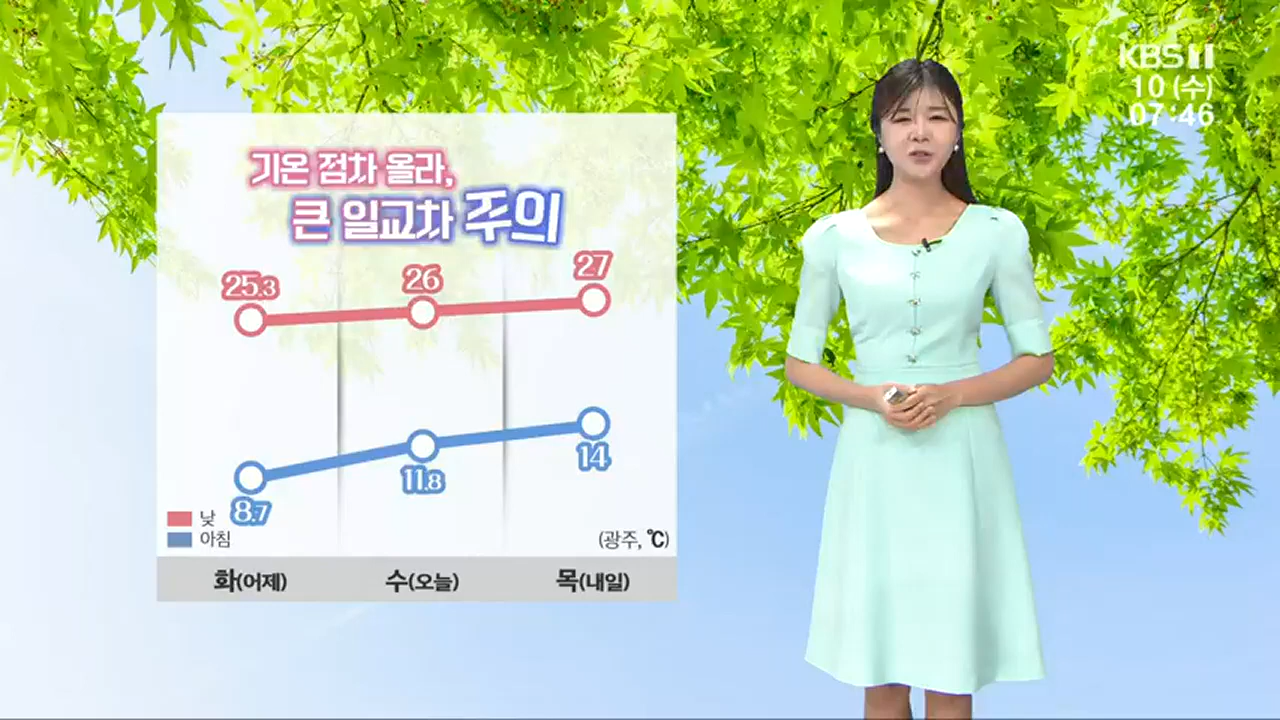 KBS 1
10 (수)
07:46
기온 점차 올라,
큰 일교차 주의
25.3 26 27
8.7 11.8 14
낮
아침
(광주, ℃)
화(어제) 수(오늘) 목(내일)